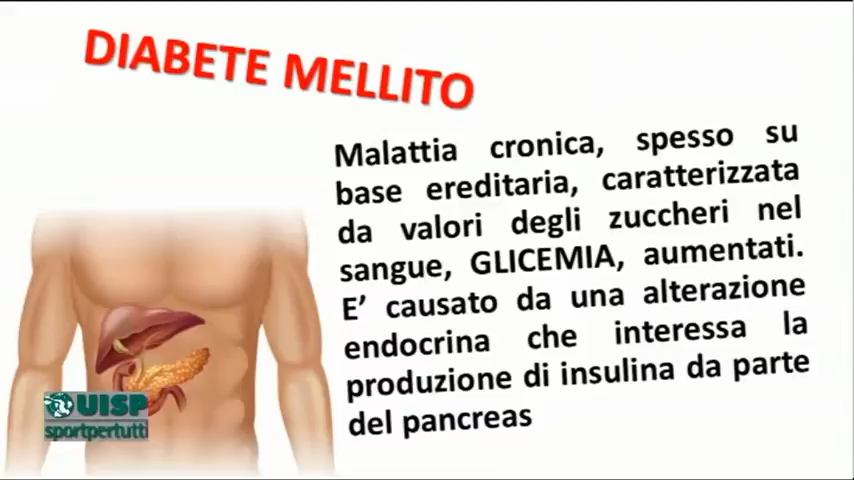 DIABETE MELLITO
Malattia cronica, spesso su
base ereditaria, caratterizzata
da valori degli zuccheri nel
sangue, GLICEMIA, aumentati.
E' causato da una alterazione
endocrina che interessa la
produzione di insulina da parte
del pancreas
UISP
sportpertutti